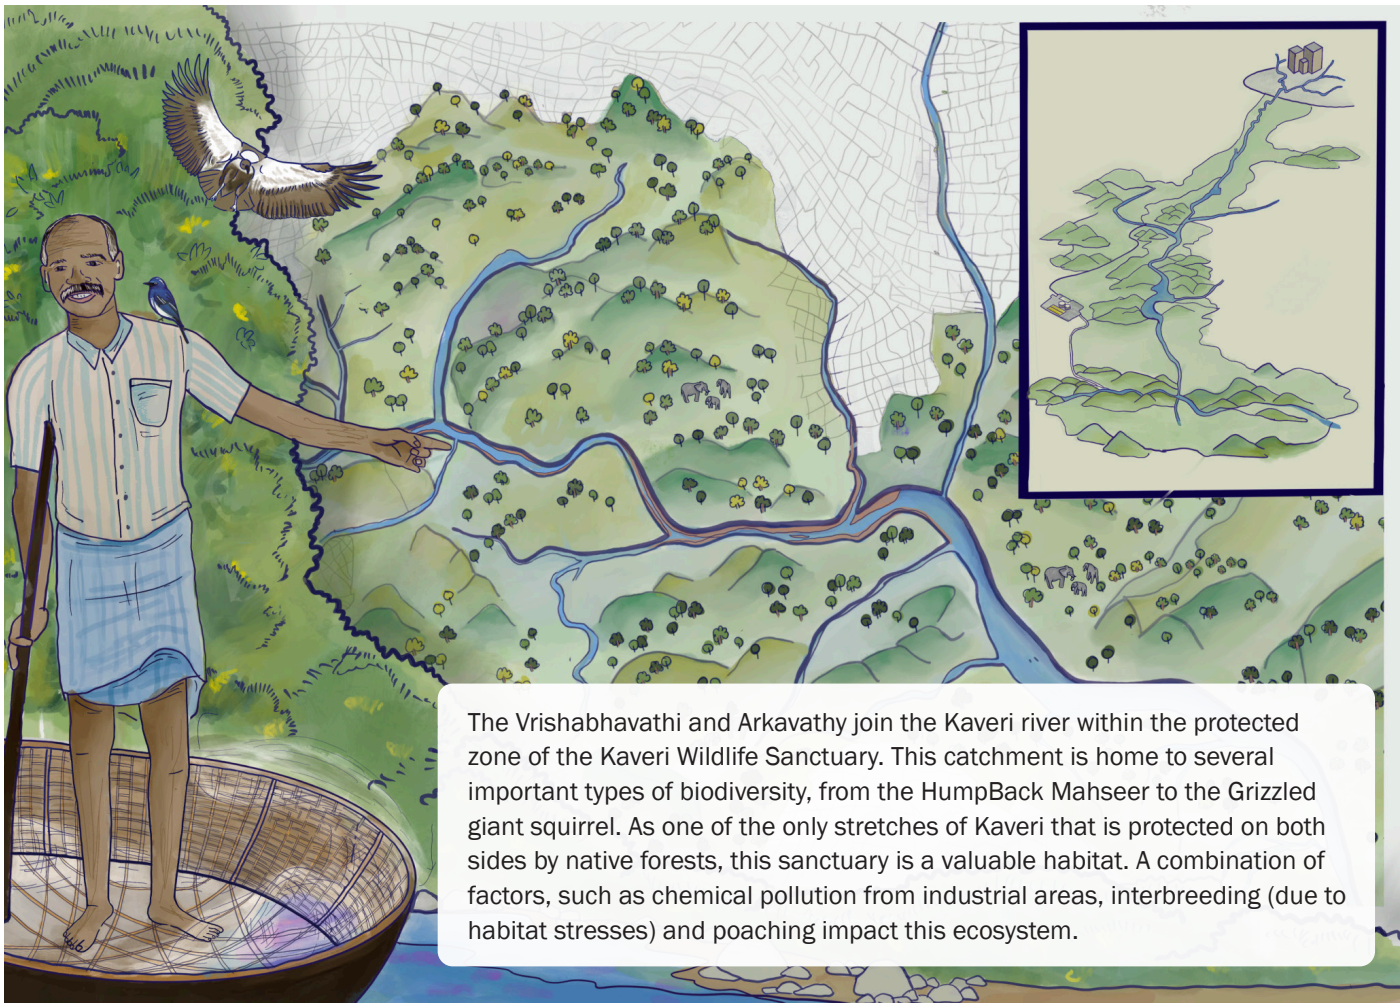 The Vrishabhavathi and Arkavathy join the Kaveri river within the protected
zone of the Kaveri Wildlife Sanctuary. This catchment is home to several
important types of biodiversity, from the HumpBack Mahseer to the Grizzled
giant squirrel. As one of the only stretches of Kaveri that is protected on both
sides by native forests, this sanctuary is a valuable habitat. A combination of
factors, such as chemical pollution from industrial areas, interbreeding (due to
habitat stresses) and poaching impact this ecosystem.